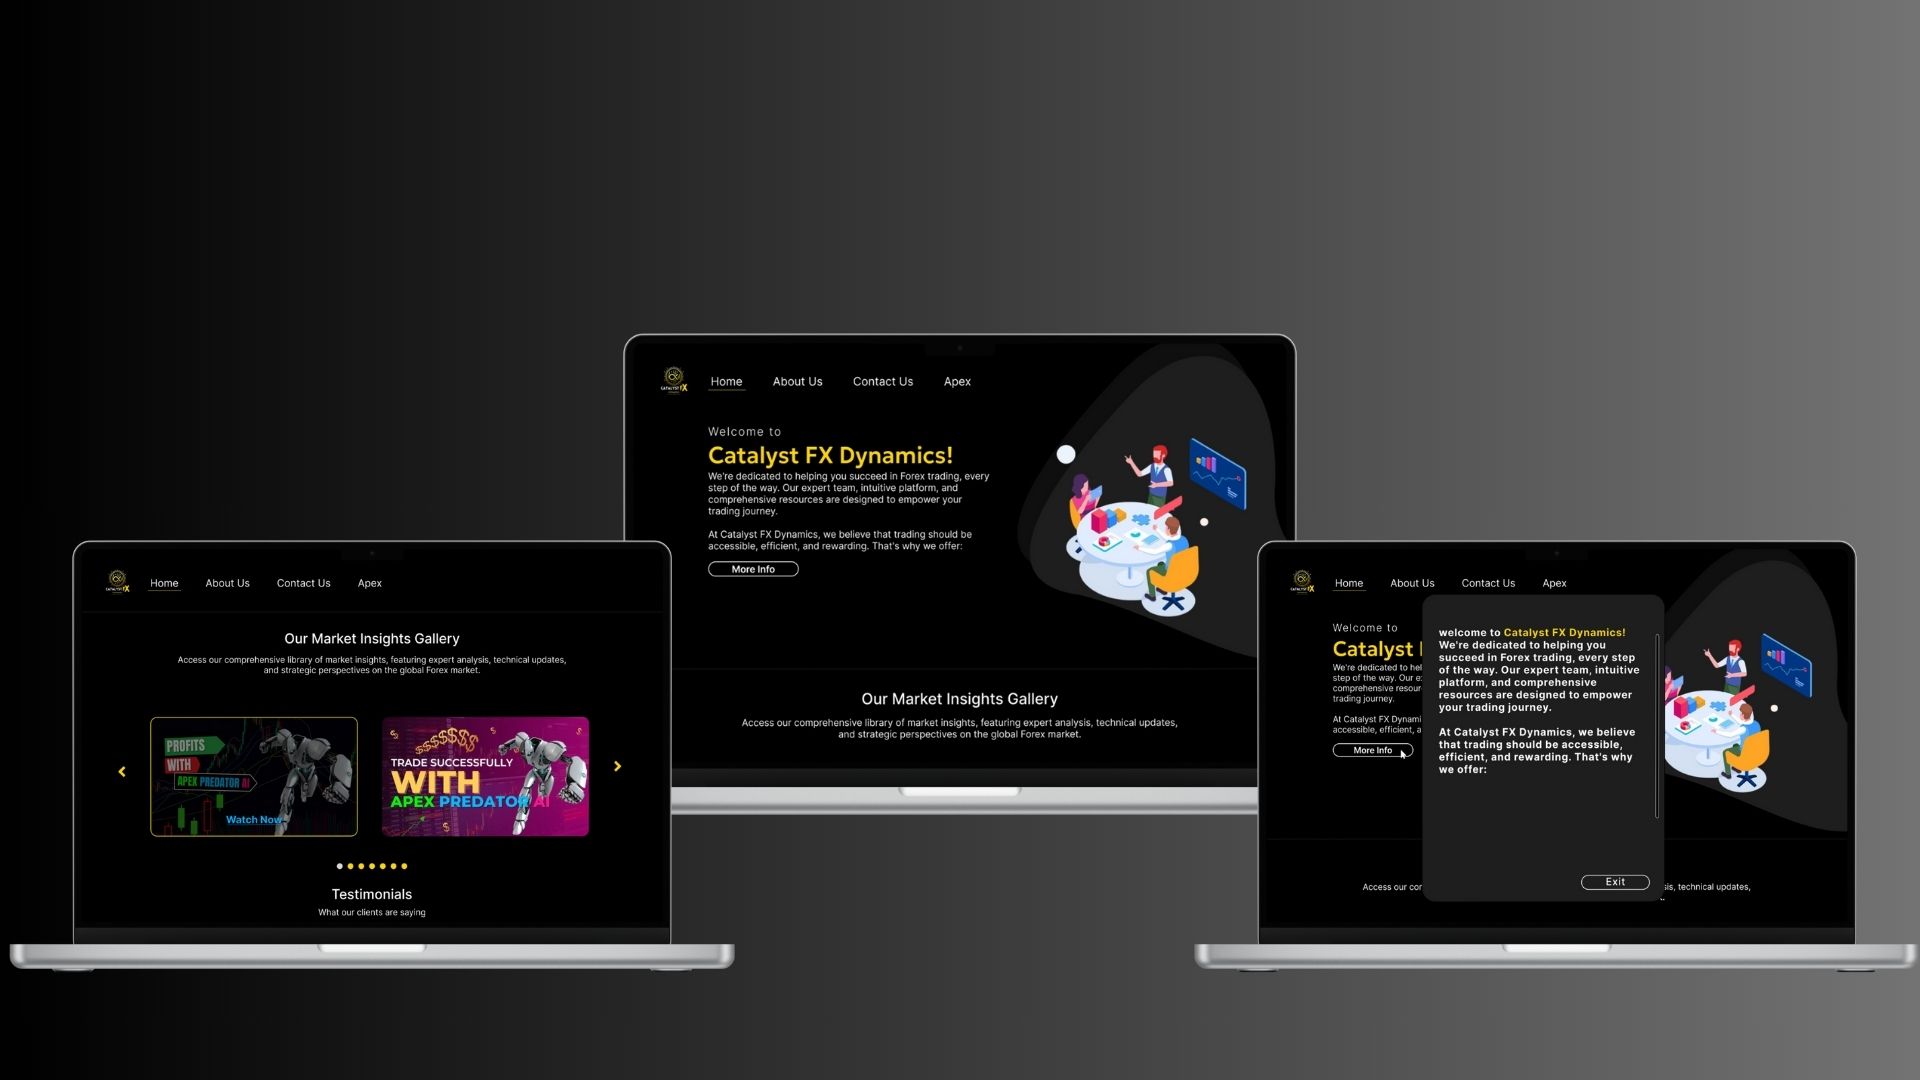 CATALYST FX
Home
About Us
Contact Us
Apex
Welcome to
Catalyst FX Dynamics!
We're dedicated to helping you succeed in Forex trading, every
step of the way. Our expert team, intuitive platform, and
comprehensive resources are designed to empower your
trading journey.
At Catalyst FX Dynamics, we believe that trading should be
accessible, efficient, and rewarding. That's why we offer:
More Info
Our Market Insights Gallery
Access our comprehensive library of market insights, featuring expert analysis, technical updates,
and strategic perspectives on the global Forex market.
CATALYST FX
Home
About Us
Contact Us
Apex
Our Market Insights Gallery
Access our comprehensive library of market insights, featuring expert analysis, technical updates,
and strategic perspectives on the global Forex market.
PROFITS
WITH
APEX PREDATOR AI
Watch Now
TRADE SUCCESSFULLY
WITH
APEX PREDATOR AI
Testimonials
What our clients are saying
CATALYST FX
Home
About Us
Contact Us
Apex
Welcome to
Catalyst
We're dedicated to hel
step of the way. Our e
comprehensive resour
trading journey.
At Catalyst FX Dynami
accessible, efficient, a
More Info
welcome to Catalyst FX Dynamics!
We're dedicated to helping you
succeed in Forex trading, every step
of the way. Our expert team, intuitive
platform, and comprehensive
resources are designed to empower
your trading journey.
At Catalyst FX Dynamics, we believe
that trading should be accessible,
efficient, and rewarding. That's why
we offer:
Exit
Access our cor
sis, technical updates,